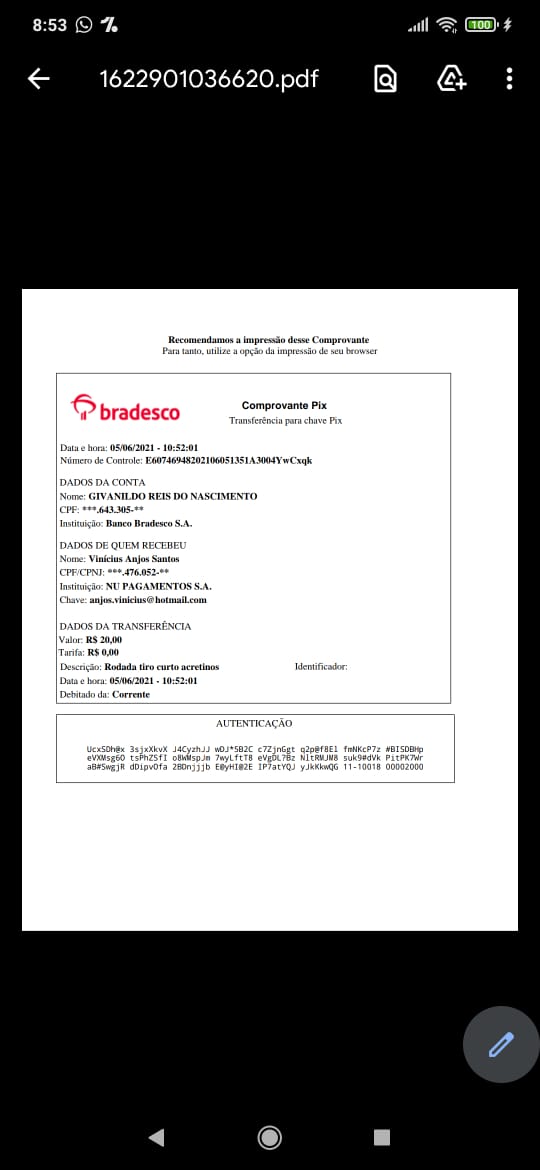 8:53
100
1622901036620.pdf
Recomendamos a impressão desse Comprovante
Para tanto, utilize a opção da impressão de seu browser
bradesco
Comprovante Pix
Transferência para chave Pix
Data e hora: 05/06/2021 - 10:52:01
Número de Controle: E60746948202106051351A3004YwCxqk
DADOS DA CONTA
Nome: GIVANILDO REIS DO NASCIMENTO
CPF: ***.643.305-**
Instituição: Banco Bradesco S.A.
DADOS DE QUEM RECEBEU
Nome: Vinícius Anjos Santos
CPF/CPNJ: ***.476.052-**
Instituição: NU PAGAMENTOS S.A.
Chave: anjos.vinicius@hotmail.com
DADOS DA TRANSFERÊNCIA
Valor: R$ 20,00
Tarifa: R$ 0,00
Descrição: Rodada tiro curto acretinos Identificador:
Data e hora: 05/06/2021 - 10:52:01
Debitado da: Corrente
AUTENTICAÇÃO
UcxSDh@x 3sjxXkvX J4CyzhJJ wDJ*5B2C c7ZjnGgt q2p@f8El fmNKcP7z #BISDBHp
eVXMsg6O tsPhZSfI o8WMspJm 7wyLftT8 eVgDL?Bz NltRMJM8 suk9#dVk PitPK7Wr
aB#SwgjR dDipvOfa 2BDnjjjb E@yHI@2E IP7atYQJ yJkKkwQG 11-10018 00002000